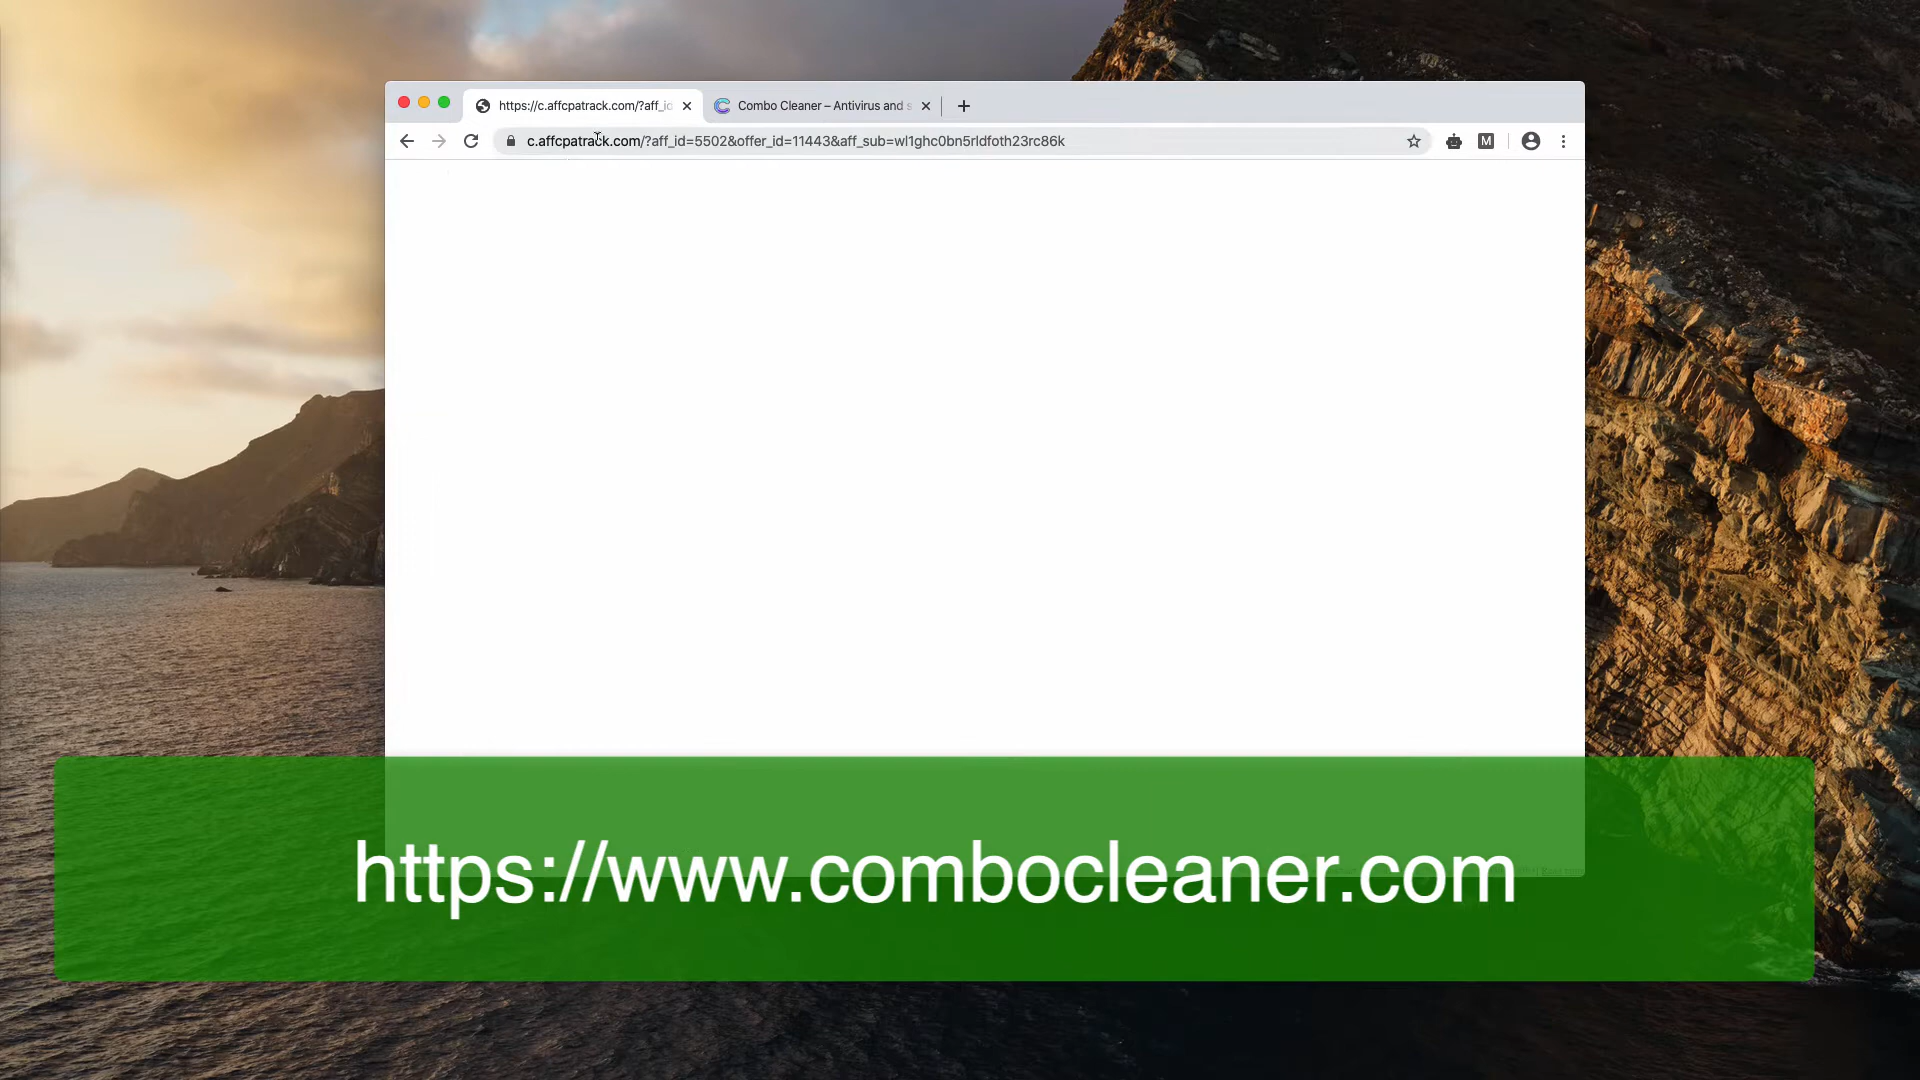 https://c.affcpatrack.com/?aff_id
Combo Cleaner – Antivirus and s
c.affcpatrack.com/?aff_id=5502&offer_id=11443&aff_sub=wl1ghc0bn5rldfoth23rc86k
M
https://www.combocleaner.com